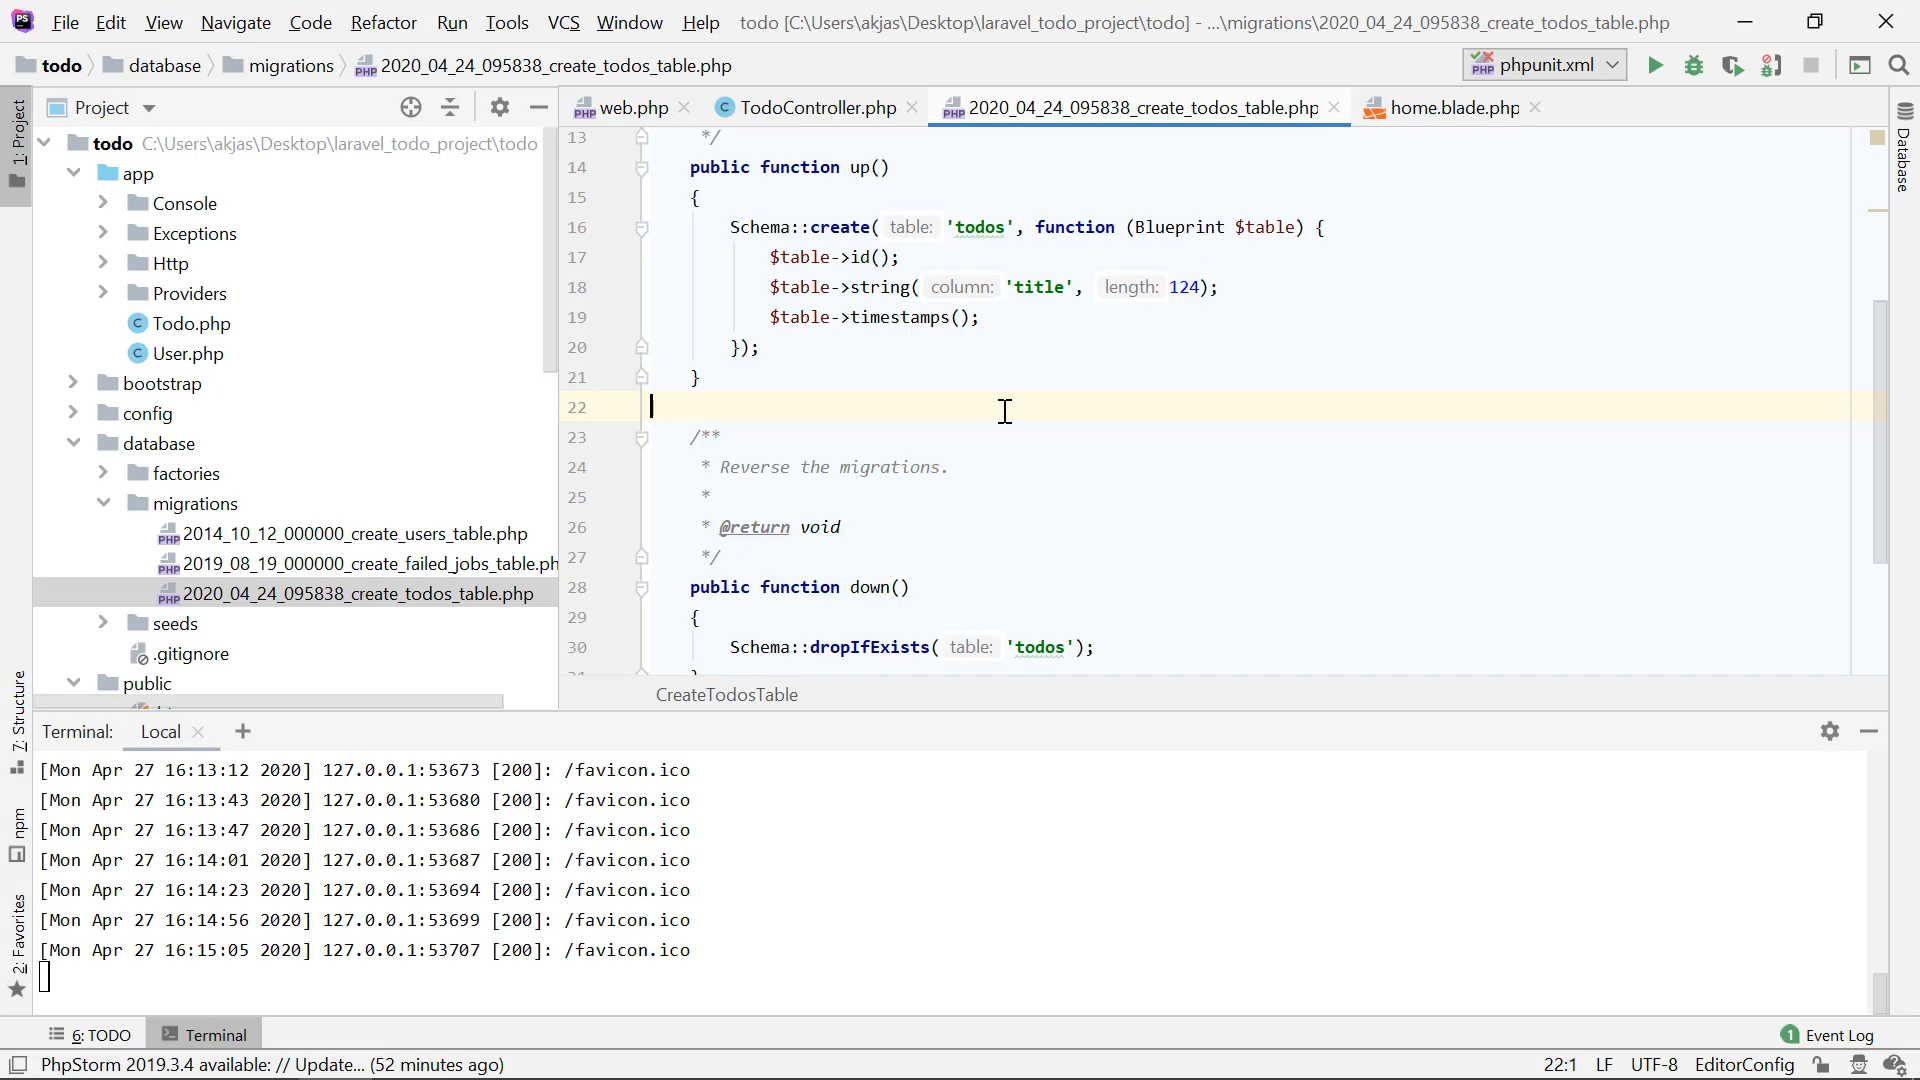 File Edit View Navigate Code Refactor Run Tools VCS Window Help todo [C:\Users\akjas\Desktop\laravel_todo_project\todo] - ...\migrations\2020_04_24_095838_create_todos_table.php
todo database migrations 2020_04_24_095838_create_todos_table.php phpunit.xml
Project
web.php TodoController.php 2020_04_24_095838_create_todos_table.php home.blade.php
1: Project
7: Structure
npm
2: Favorites
Database
todo C:\Users\akjas\Desktop\laravel_todo_project\todo
app
Console
Exceptions
Http
Providers
Todo.php
User.php
bootstrap
config
database
factories
migrations
2014_10_12_000000_create_users_table.php
2019_08_19_000000_create_failed_jobs_table.ph
2020_04_24_095838_create_todos_table.php
seeds
.gitignore
public
13 */
14 public function up()
15 {
16 Schema::create( table: 'todos', function (Blueprint $table) {
17 $table->id();
18 $table->string( column: 'title', length: 124);
19 $table->timestamps();
20 });
21 }
22
23 /**
24 * Reverse the migrations.
25 *
26 * @return void
27 */
28 public function down()
29 {
30 Schema::dropIfExists( table: 'todos');
CreateTodosTable
Terminal: Local +
[Mon Apr 27 16:13:12 2020] 127.0.0.1:53673 [200]: /favicon.ico
[Mon Apr 27 16:13:43 2020] 127.0.0.1:53680 [200]: /favicon.ico
[Mon Apr 27 16:13:47 2020] 127.0.0.1:53686 [200]: /favicon.ico
[Mon Apr 27 16:14:01 2020] 127.0.0.1:53687 [200]: /favicon.ico
[Mon Apr 27 16:14:23 2020] 127.0.0.1:53694 [200]: /favicon.ico
[Mon Apr 27 16:14:56 2020] 127.0.0.1:53699 [200]: /favicon.ico
[Mon Apr 27 16:15:05 2020] 127.0.0.1:53707 [200]: /favicon.ico
6: TODO Terminal 1 Event Log
PhpStorm 2019.3.4 available: // Update... (52 minutes ago) 22:1 LF UTF-8 EditorConfig